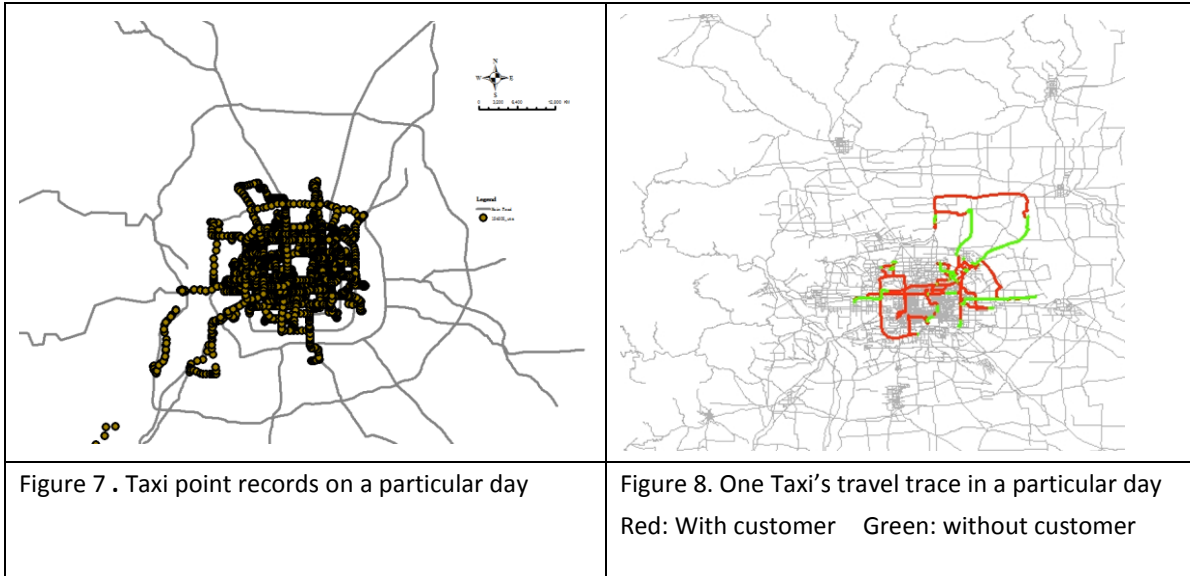 N
W E
S
Legend
Figure 7 . Taxi point records on a particular day
Figure 8. One Taxi’s travel trace in a particular day
Red: With customer Green: without customer